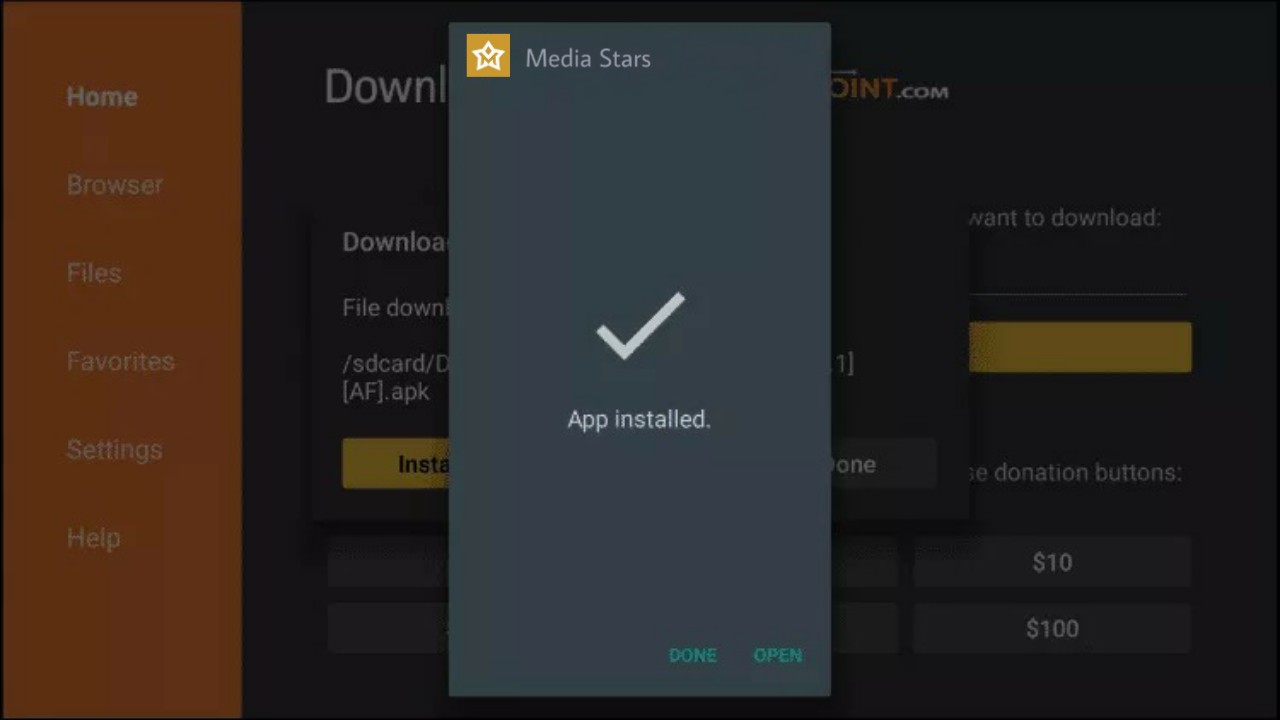 Media Stars
Home
Downl
OINT.COM
Browser
want to download:
Downloa
Files
File downl
Favorites
/sdcard/D
.1]
[AF].apk
App installed.
Settings
Insta
Done
se donation buttons:
Help
$10
$100
DONE
OPEN